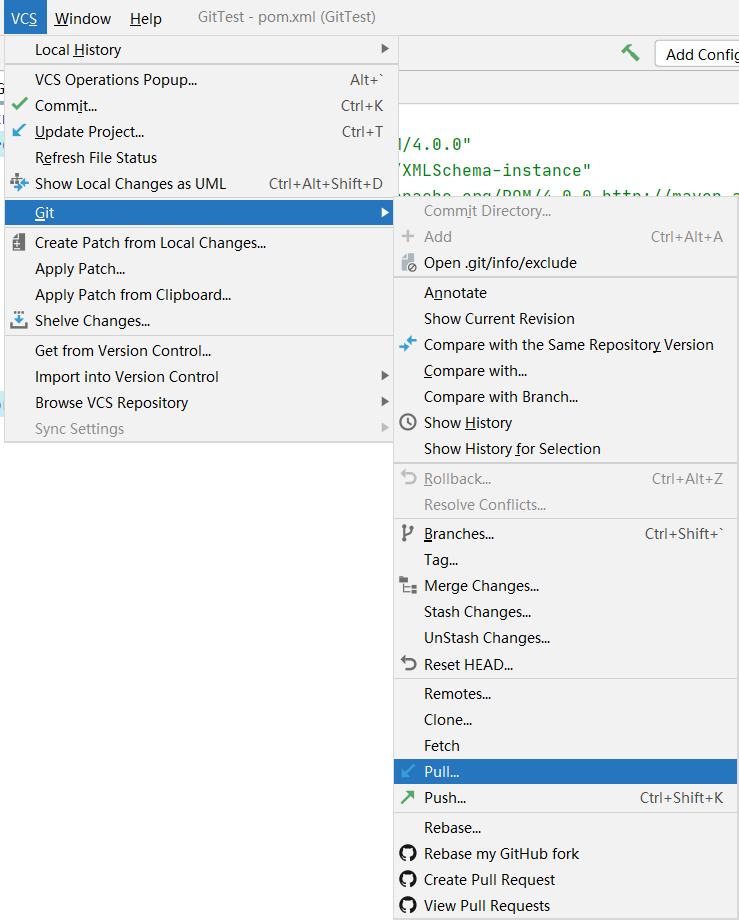 VCS Window Help GitTest - pom.xml (GitTest)
Local History
Add Config
VCS Operations Popup... Alt+`
Commit... Ctrl+K
Update Project... Ctrl+T
/4.0.0"
Refresh File Status
/XMLSchema-instance"
Show Local Changes as UML Ctrl+Alt+Shift+D
Git
Create Patch from Local Changes...
Apply Patch...
Apply Patch from Clipboard...
Shelve Changes...
Get from Version Control...
Import into Version Control
Browse VCS Repository
Sync Settings
Commit Directory...
Add Ctrl+Alt+A
Open .git/info/exclude
Annotate
Show Current Revision
Compare with the Same Repository Version
Compare with...
Compare with Branch...
Show History
Show History for Selection
Rollback... Ctrl+Alt+Z
Resolve Conflicts...
Branches... Ctrl+Shift+`
Tag...
Merge Changes...
Stash Changes...
UnStash Changes...
Reset HEAD...
Remotes...
Clone...
Fetch
Pull...
Push... Ctrl+Shift+K
Rebase...
Rebase my GitHub fork
Create Pull Request
View Pull Requests